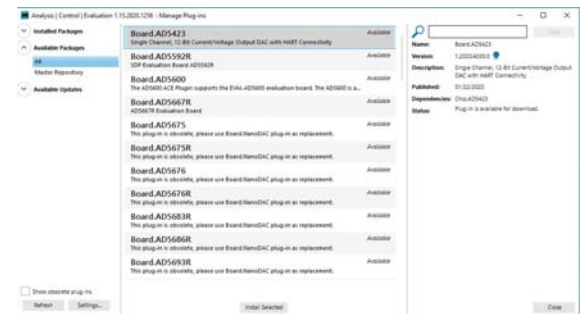 Analysis | Control | Evaluation 1.15.2820.1256 - Manage Plug-ins
Installed Packages
Available Packages
All
Master Repository
Available Updates
Show obsolete plug-ins
Refresh
Settings...
Board.AD5423
Available
Single Channel, 12-Bit Current/Voltage Output DAC with HART Connectivity
Board.AD5592R
Available
SDP Evaluation Board AD5592R
Board.AD5600
Available
The AD5600 ACE Plugin supports the EVAL-AD5600 evaluation board. The AD5600 is a...
Board.AD5667R
Available
AD5667R Evaluation Board
Board.AD5675
Available
This plug-in is obsolete, please use Board.NanoDAC plug-in as replacement.
Board.AD5675R
Available
This plug-in is obsolete, please use Board.NanoDAC plug-in as replacement.
Board.AD5676
Available
This plug-in is obsolete, please use Board.NanoDAC plug-in as replacement.
Board.AD5676R
Available
This plug-in is obsolete, please use Board.NanoDAC plug-in as replacement.
Board.AD5683R
Available
This plug-in is obsolete, please use Board.NanoDAC plug-in as replacement.
Board.AD5686R
Available
This plug-in is obsolete, please use Board.NanoDAC plug-in as replacement.
Board.AD5693R
Available
This plug-in is obsolete, please use Board.NanoDAC plug-in as replacement.
Install Selected
Name: Board.AD5423
Version:
Description: Single Channel, 12-Bit Current/Voltage Output
DAC with HART Connectivity
Published: 01/22/2020
Dependencies: Chip.AD5423
Status: Plug-in is available for download.
Close